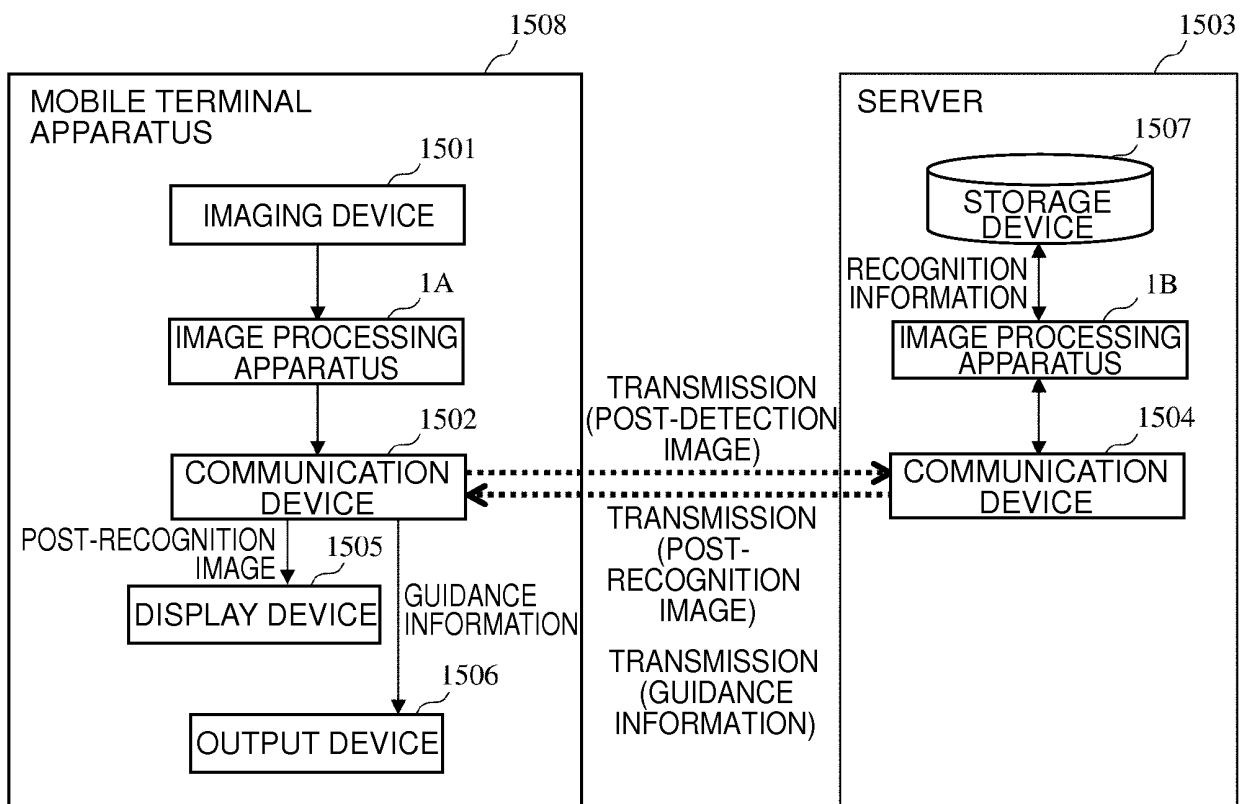 1508
MOBILE TERMINAL
APPARATUS
1501
IMAGING DEVICE
1A
IMAGE PROCESSING
APPARATUS
1502
COMMUNICATION
DEVICE
POST-RECOGNITION
IMAGE
1505
DISPLAY DEVICE
GUIDANCE
INFORMATION
1506
OUTPUT DEVICE
TRANSMISSION
(POST-DETECTION
IMAGE)
TRANSMISSION
(POST-
RECOGNITION
IMAGE)
TRANSMISSION
(GUIDANCE
INFORMATION)
1503
SERVER
1507
STORAGE
DEVICE
RECOGNITION
INFORMATION
1B
IMAGE PROCESSING
APPARATUS
1504
COMMUNICATION
DEVICE